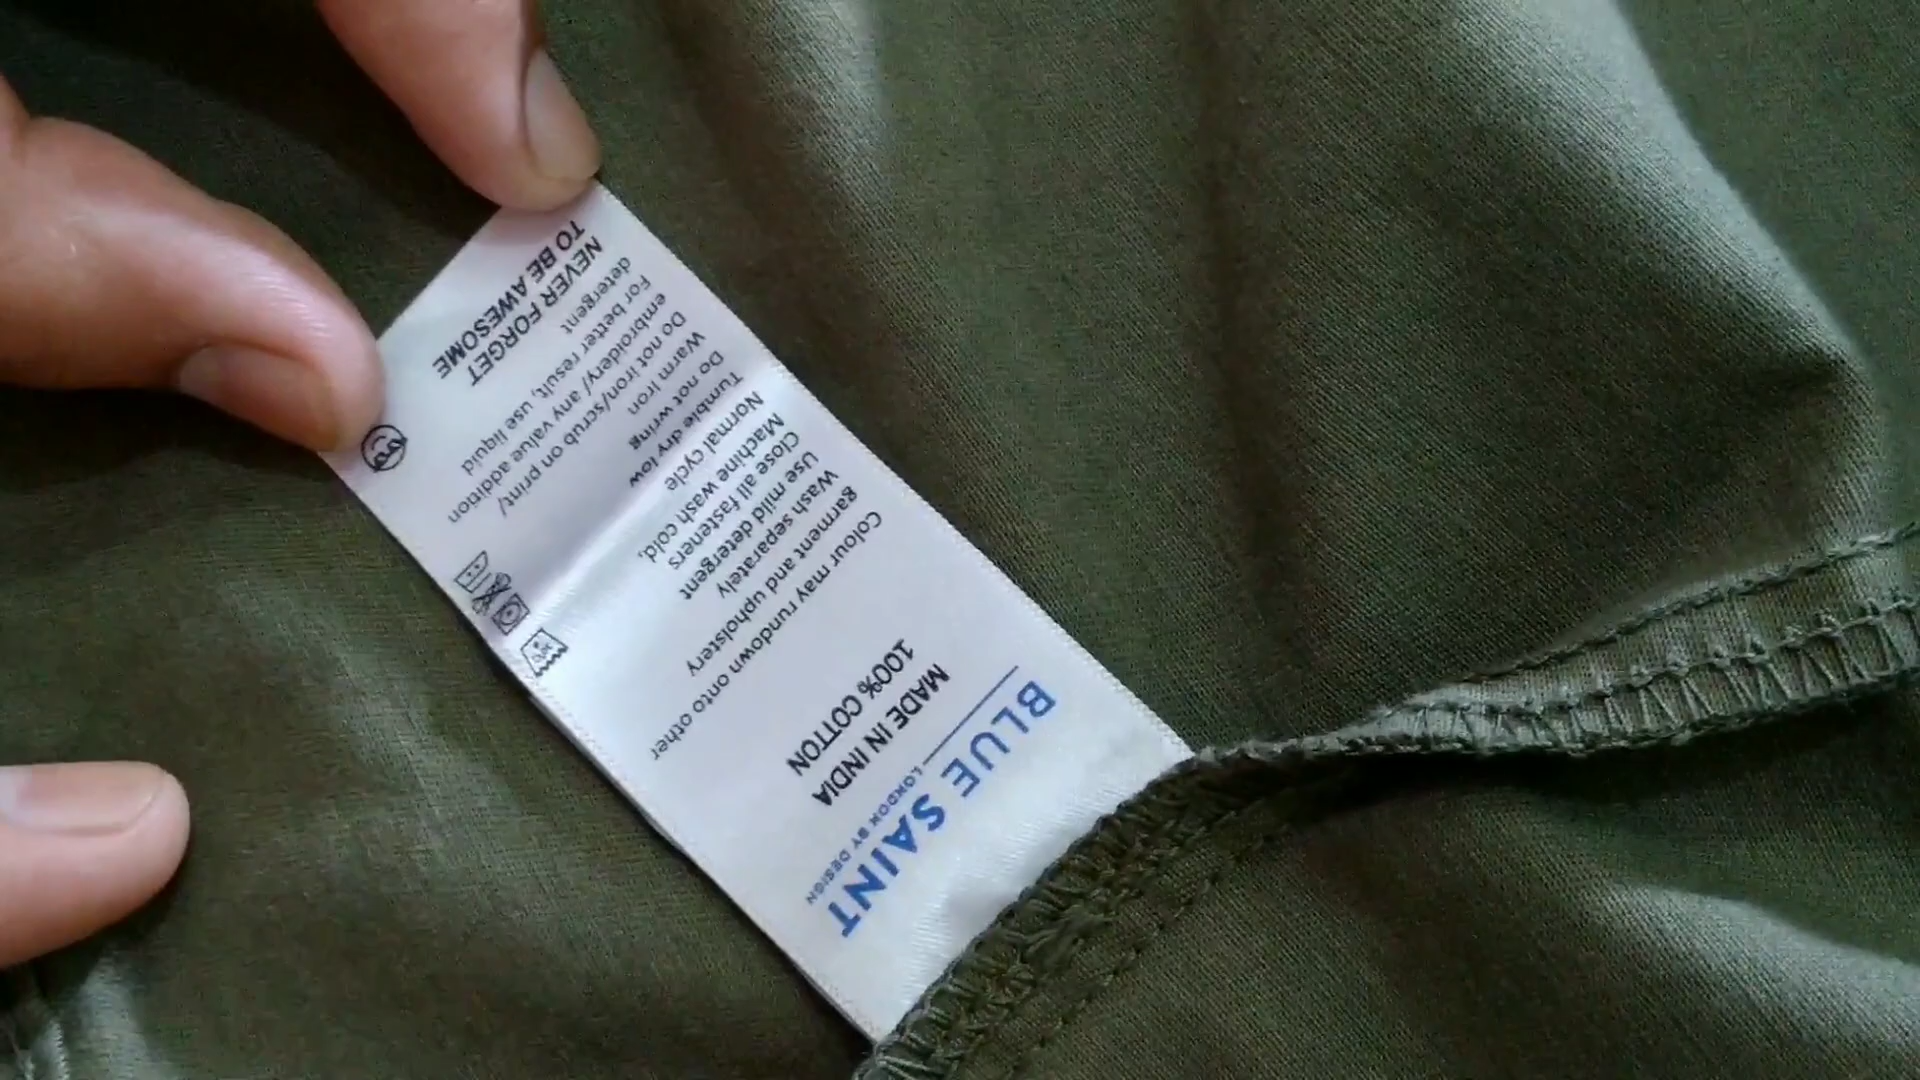 BLUE SAINT
LONDON BY DESIGN
MADE IN INDIA
100% COTTON
Colour may rundown onto other
garment and upholstery
Wash separately
Use mild detergent
Close all fasteners
Machine wash cold,
Normal cycle
Tumble dry low
Do not wring
Warm iron
Do not iron/scrub on print/
embroidery/ any value addition
For better result, use liquid
detergent
NEVER FORGET
TO BE AWESOME